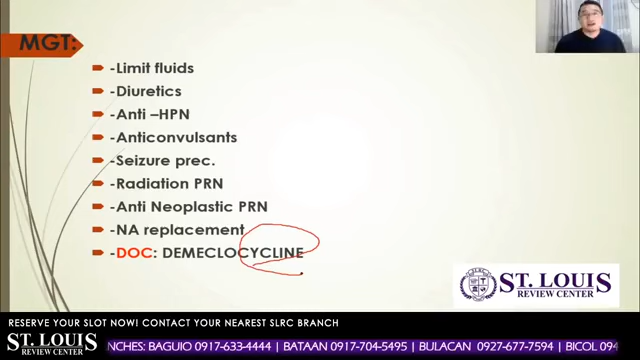 MGT:
-Limit fluids
-Diuretics
-Anti –HPN
-Anticonvulsants
-Seizure prec.
-Radiation PRN
-Anti Neoplastic PRN
-NA replacement
-DOC: DEMECLOCYCLINE
ST. LOUIS
REVIEW CENTER
RESERVE YOUR SLOT NOW! CONTACT YOUR NEAREST SLRC BRANCH
ST. LOUIS
REVIEW CENTER
NCHES: BAGUIO 0917-633-4444 | BATAAN 0917-704-5495 | BULACAN 0927-677-7594 | BICOL 094